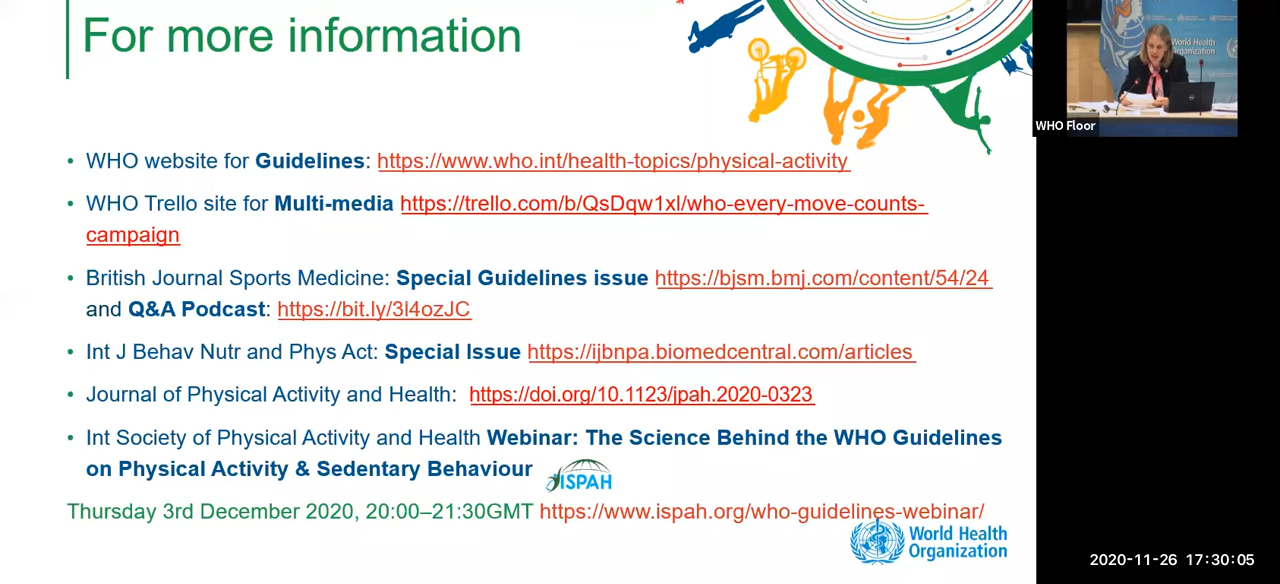 For more information
World Health
Organization
WHO Floor
• WHO website for Guidelines: https://www.who.int/health-topics/physical-activity
• WHO Trello site for Multi-media https://trello.com/b/QsDqw1xI/who-every-move-counts-
campaign
• British Journal Sports Medicine: Special Guidelines issue https://bjsm.bmj.com/content/54/24
and Q&A Podcast: https://bit.ly/3l4ozJC
• Int J Behav Nutr and Phys Act: Special Issue https://ijbnpa.biomedcentral.com/articles
• Journal of Physical Activity and Health: https://doi.org/10.1123/jpah.2020-0323
• Int Society of Physical Activity and Health Webinar: The Science Behind the WHO Guidelines
on Physical Activity & Sedentary Behaviour
ISPAH
Thursday 3rd December 2020, 20:00–21:30GMT https://www.ispah.org/who-guidelines-webinar/
World Health
Organization
2020-11-26 17:30:05